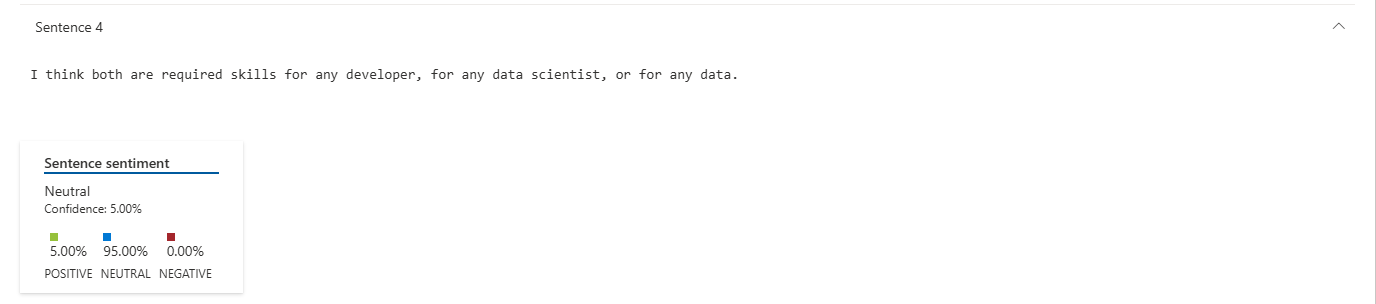 Sentence 4
I think both are required skills for any developer, for any data scientist, or for any data.
Sentence sentiment
Neutral
Confidence: 5.00%
5.00% 95.00% 0.00%
POSITIVE NEUTRAL NEGATIVE